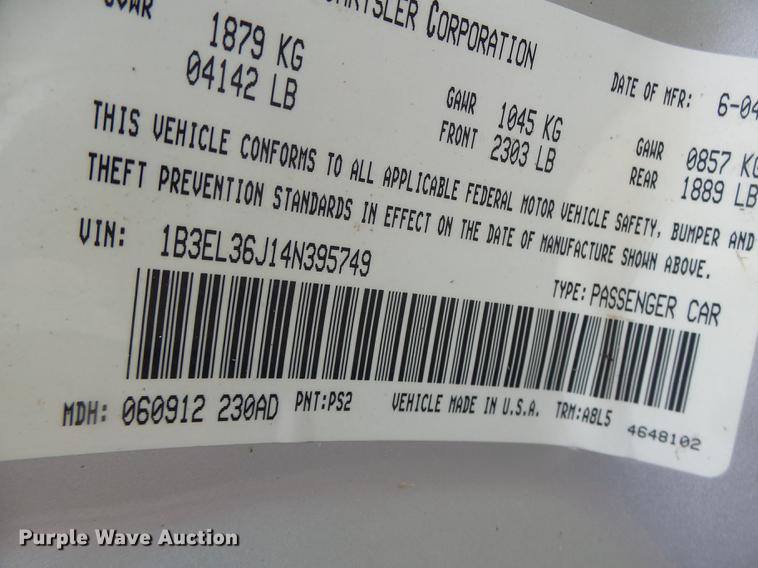 GVWR
CHRYSLER CORPORATION
1879 KG
04142 LB
GAWR 1045 KG
FRONT 2303 LB
DATE OF MFR: 6-04
GAWR 0857 KG
REAR 1889 LB
THIS VEHICLE CONFORMS TO ALL APPLICABLE FEDERAL MOTOR VEHICLE SAFETY, BUMPER AND
THEFT PREVENTION STANDARDS IN EFFECT ON THE DATE OF MANUFACTURE SHOWN ABOVE.
VIN: 1B3EL36J14N395749
TYPE: PASSENGER CAR
MDH: 060912 230AD PNT:PS2 VEHICLE MADE IN U.S.A. TRM:A8L5 4648102
Purple Wave Auction